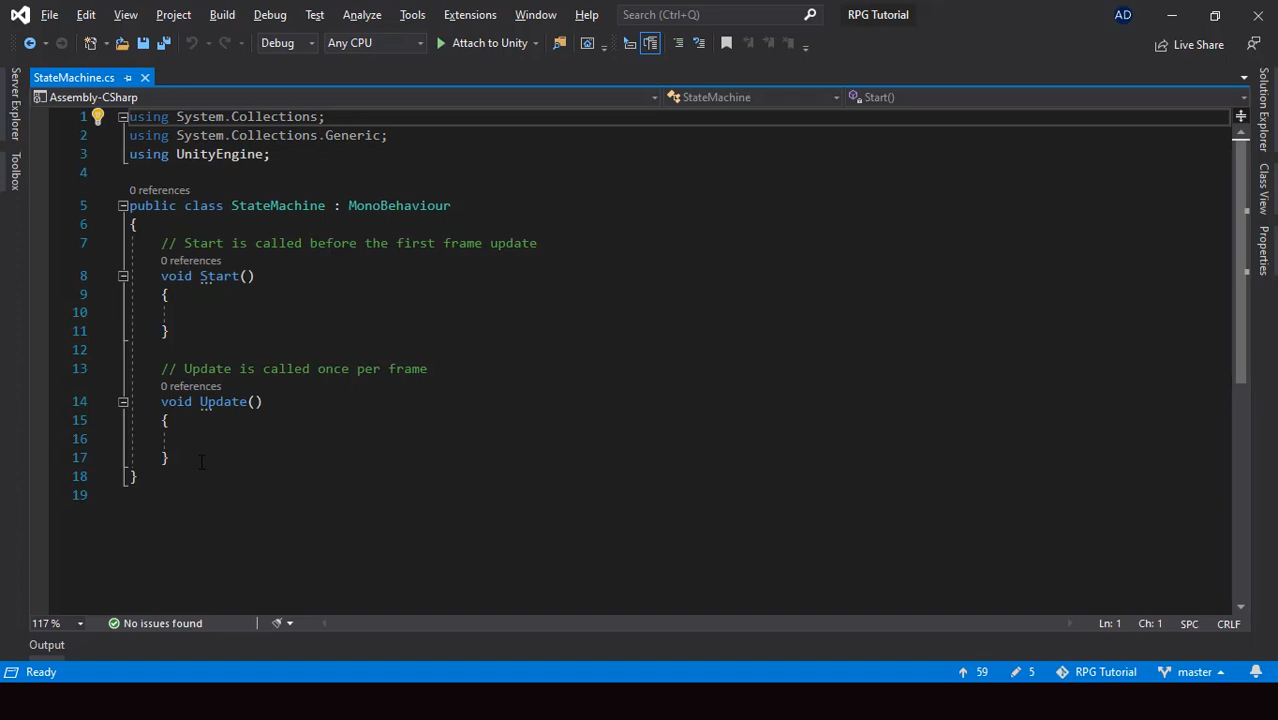 File Edit View Project Build Debug Test Analyze Tools Extensions Window Help Search (Ctrl+Q) RPG Tutorial AD
Debug Any CPU Attach to Unity Live Share
StateMachine.cs
Assembly-CSharp StateMachine Start()
Server Explorer
Toolbox
Solution Explorer
Class View
Properties
1 using System.Collections;
2 using System.Collections.Generic;
3 using UnityEngine;
4
0 references
5 public class StateMachine : MonoBehaviour
6 {
7 // Start is called before the first frame update
0 references
8 void Start()
9 {
10
11 }
12
13 // Update is called once per frame
0 references
14 void Update()
15 {
16
17 }
18 }
19
117 % No issues found Ln: 1 Ch: 1 SPC CRLF
Output
Ready 59 5 RPG Tutorial master